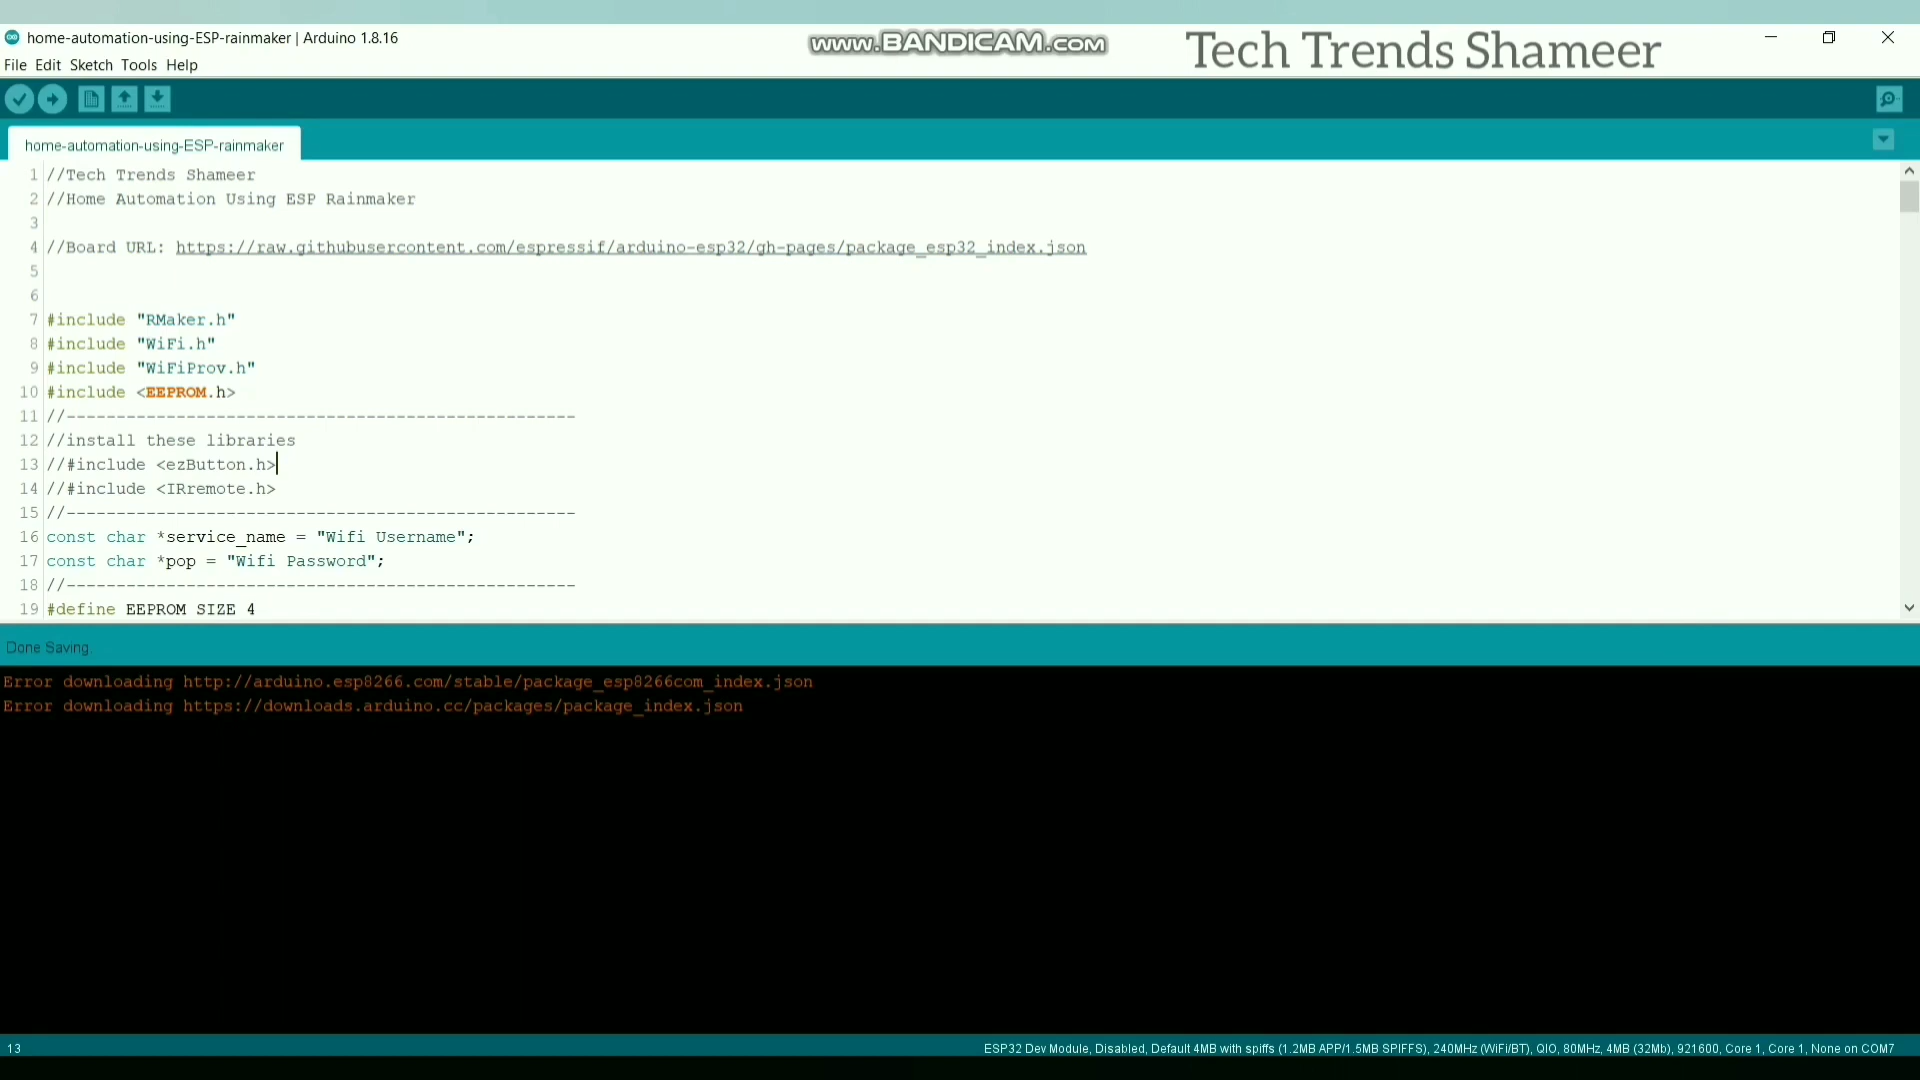 home-automation-using-ESP-rainmaker | Arduino 1.8.16
www.BANDICAM.com
Tech Trends Shameer
File Edit Sketch Tools Help
home-automation-using-ESP-rainmaker
1 //Tech Trends Shameer
2 //Home Automation Using ESP Rainmaker
3
4 //Board URL: https://raw.githubusercontent.com/espressif/arduino-esp32/gh-pages/package_esp32_index.json
5
6
7 #include "RMaker.h"
8 #include "WiFi.h"
9 #include "WiFiProv.h"
10 #include <EEPROM.h>
11 //---------------------------------------------------
12 //install these libraries
13 //#include <ezButton.h>
14 //#include <IRremote.h>
15 //---------------------------------------------------
16 const char *service_name = "Wifi Username";
17 const char *pop = "Wifi Password";
18 //---------------------------------------------------
19 #define EEPROM SIZE 4
Done Saving.
Error downloading http://arduino.esp8266.com/stable/package_esp8266com_index.json
Error downloading https://downloads.arduino.cc/packages/package_index.json
13
ESP32 Dev Module, Disabled, Default 4MB with spiffs (1.2MB APP/1.5MB SPIFFS), 240MHz (WiFi/BT), QIO, 80MHz, 4MB (32Mb), 921600, Core 1, Core 1, None on COM7